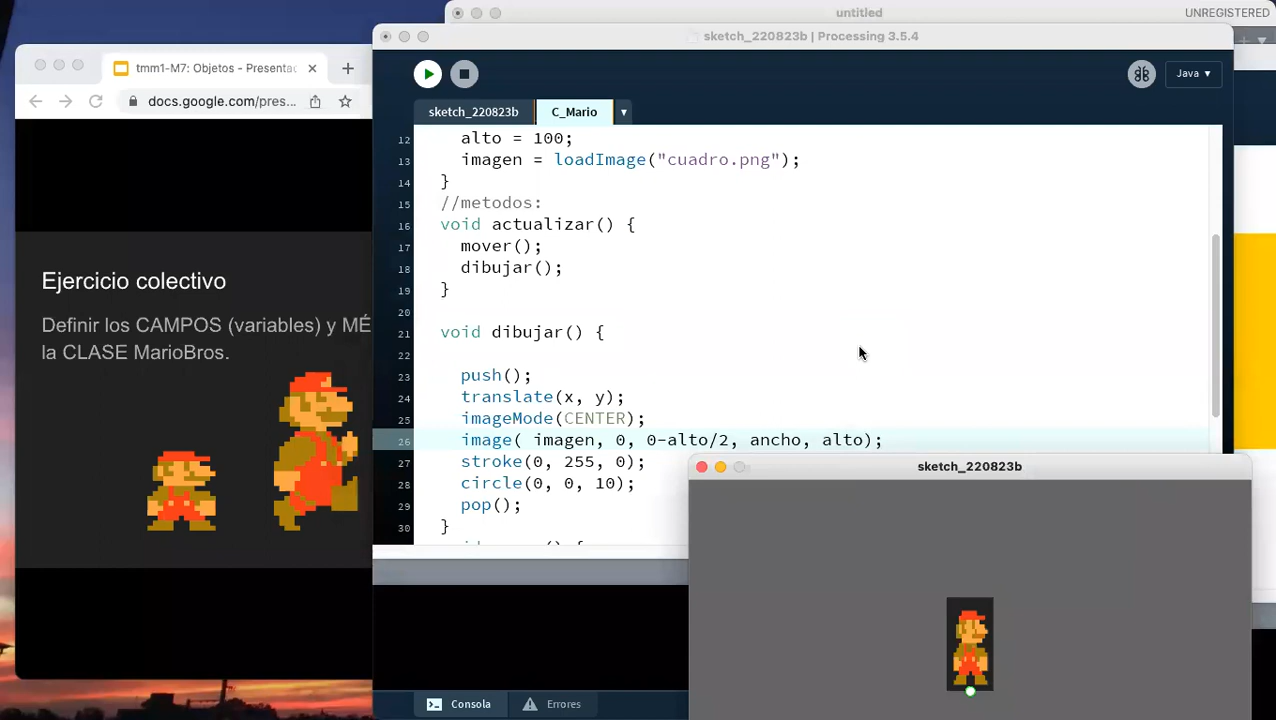 untitled
UNREGISTERED
sketch_220823b | Processing 3.5.4
tmm1-M7: Objetos - Presentac
docs.google.com/pres...
Java
sketch_220823b
C_Mario
12 alto = 100;
13 imagen = loadImage("cuadro.png");
14 }
15 //metodos:
16 void actualizar() {
17 mover();
18 dibujar();
19 }
20
21 void dibujar() {
22
23 push();
24 translate(x, y);
25 imageMode(CENTER);
26 image( imagen, 0, 0-alto/2, ancho, alto);
27 stroke(0, 255, 0);
28 circle(0, 0, 10);
29 pop();
30 }
Ejercicio colectivo
Definir los CAMPOS (variables) y MÉ
la CLASE MarioBros.
sketch_220823b
Consola
Errores